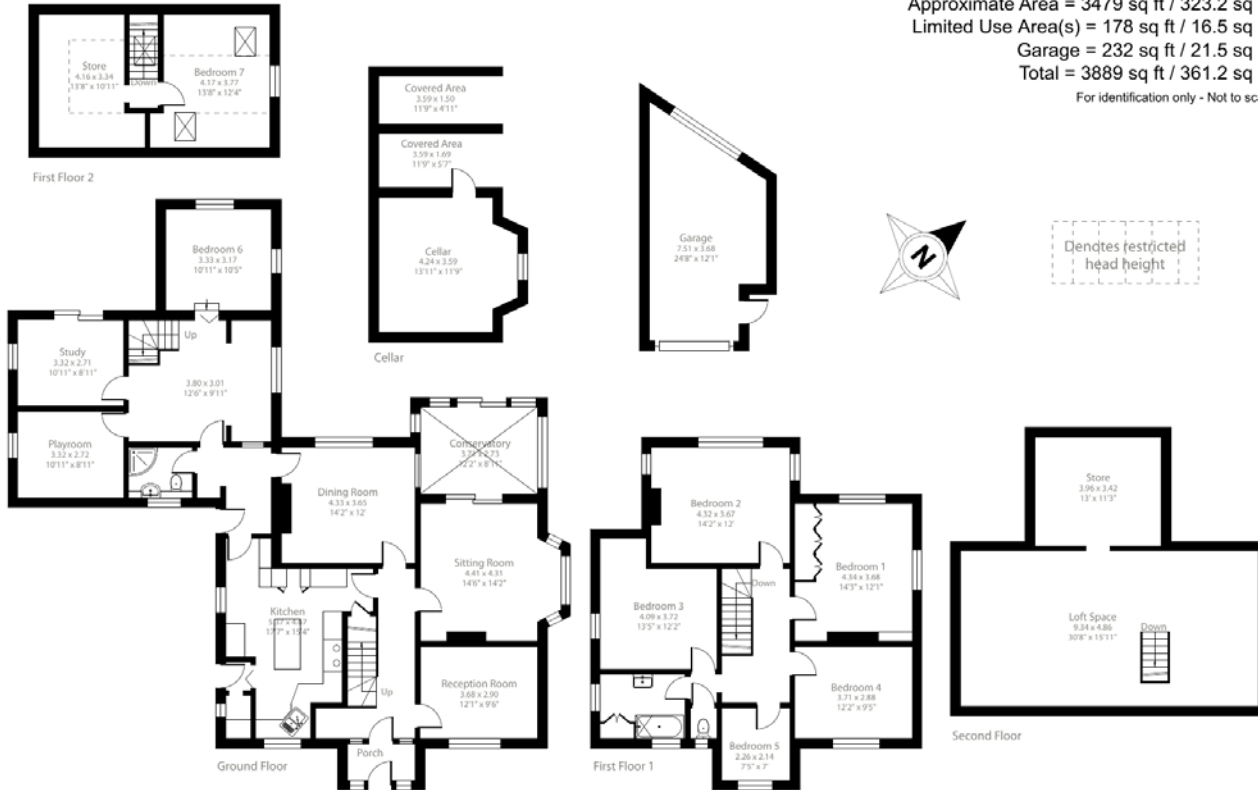 Approximate Area = 3479 sq ft / 323.2 sq
Limited Use Area(s) = 178 sq ft / 16.5 sq
Garage = 232 sq ft / 21.5 sq
Total = 3889 sq ft / 361.2 sq
For identification only - Not to sc
Store
4.16 x 3.34
13'8" x 10'11"
Down
Bedroom 7
4.17 x 3.77
13'8" x 12'4"
First Floor 2
Covered Area
3.59 x 1.50
11'9" x 4'11"
Covered Area
3.59 x 1.69
11'9" x 5'7"
Cellar
4.24 x 3.59
13'11" x 11'9"
Cellar
Garage
7.51 x 3.68
24'8" x 12'1"
N
Denotes restricted
head height
Bedroom 6
3.33 x 3.17
10'11" x 10'5"
Up
Study
3.32 x 2.71
10'11" x 8'11"
3.80 x 3.01
12'6" x 9'11"
Playroom
3.32 x 2.72
10'11" x 8'11"
Dining Room
4.33 x 3.65
14'2" x 12'
Conservatory
2.73
12'2" x 8'11"
Sitting Room
4.41 x 4.31
14'6" x 14'2"
Kitchen
17'7" x 15'4"
Up
Reception Room
3.68 x 2.90
12'1" x 9'6"
Porch
Ground Floor
Bedroom 2
4.32 x 3.67
14'2" x 12'
Bedroom 1
4.34 x 3.68
14'3" x 12'1"
Down
Bedroom 3
4.09 x 3.72
13'5" x 12'2"
Bedroom 4
3.71 x 2.88
12'2" x 9'5"
Bedroom 5
2.26 x 2.14
7'5" x 7'
First Floor 1
Store
3.96 x 3.42
13' x 11'3"
Loft Space
9.34 x 4.86
30'8" x 15'11"
Down
Second Floor